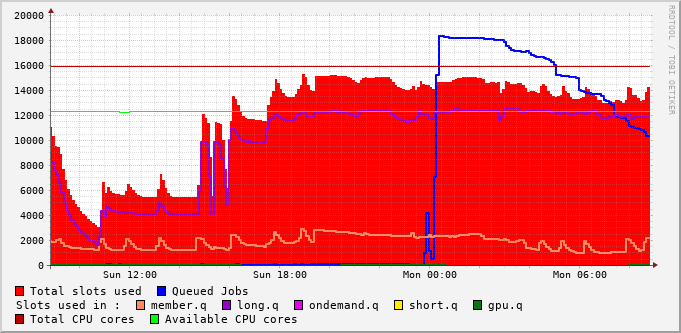 20000
18000
16000
14000
12000
10000
8000
6000
4000
2000
0
Sun 12:00 Sun 18:00 Mon 00:00 Mon 06:00
RRDTOOL / TOBI OETIKER
Total slots used Queued Jobs
Slots used in : member.q long.q ondemand.q short.q gpu.q
Total CPU cores Available CPU cores